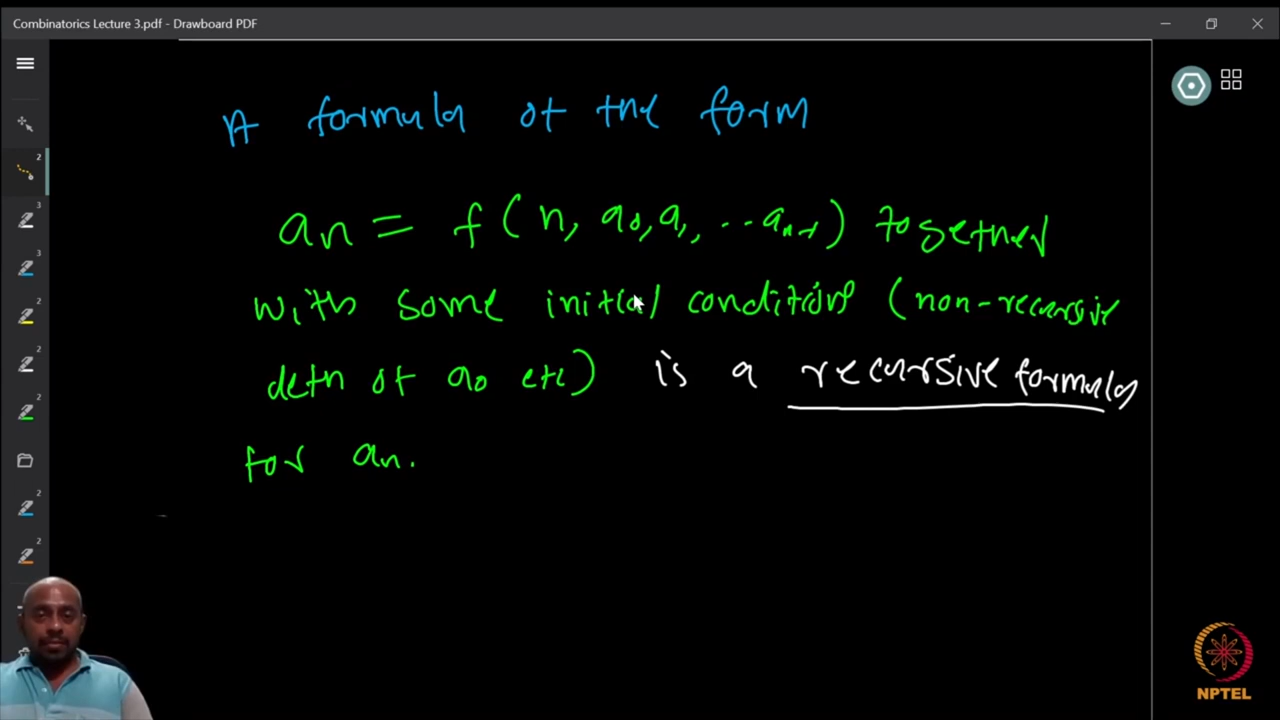 Combinatorics Lecture 3.pdf - Drawboard PDF
A formula of the form
an = f(n, a0, a1, ... an-1) together
with some initial conditions (non-recursive
defn of a0 etc) is a recursive formula
for an.
NPTEL